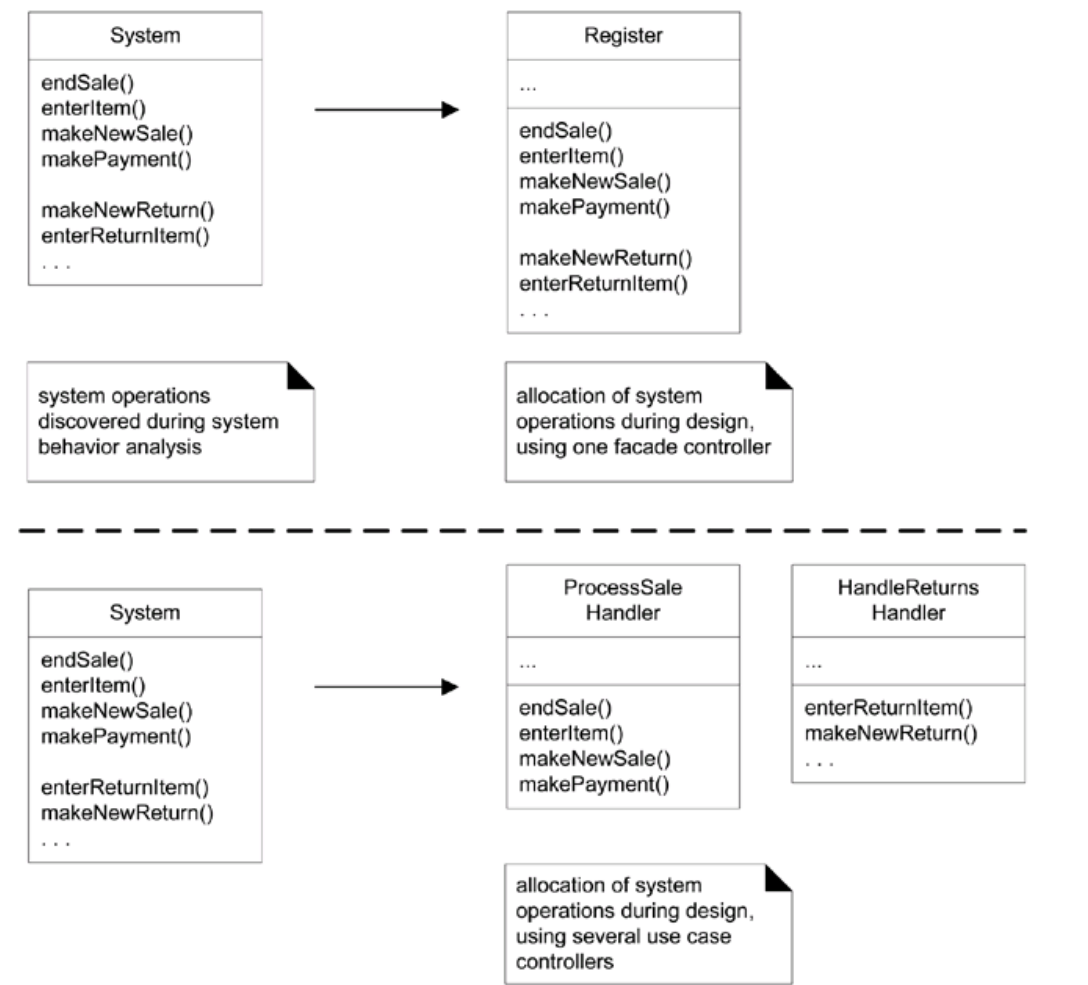 System
endSale()
enterItem()
makeNewSale()
makePayment()
makeNewReturn()
enterReturnItem()
. . .
Register
...
endSale()
enterItem()
makeNewSale()
makePayment()
makeNewReturn()
enterReturnItem()
. . .
system operations
discovered during system
behavior analysis
allocation of system
operations during design,
using one facade controller
System
endSale()
enterItem()
makeNewSale()
makePayment()
enterReturnItem()
makeNewReturn()
. . .
ProcessSale
Handler
...
endSale()
enterItem()
makeNewSale()
makePayment()
HandleReturns
Handler
...
enterReturnItem()
makeNewReturn()
. . .
allocation of system
operations during design,
using several use case
controllers